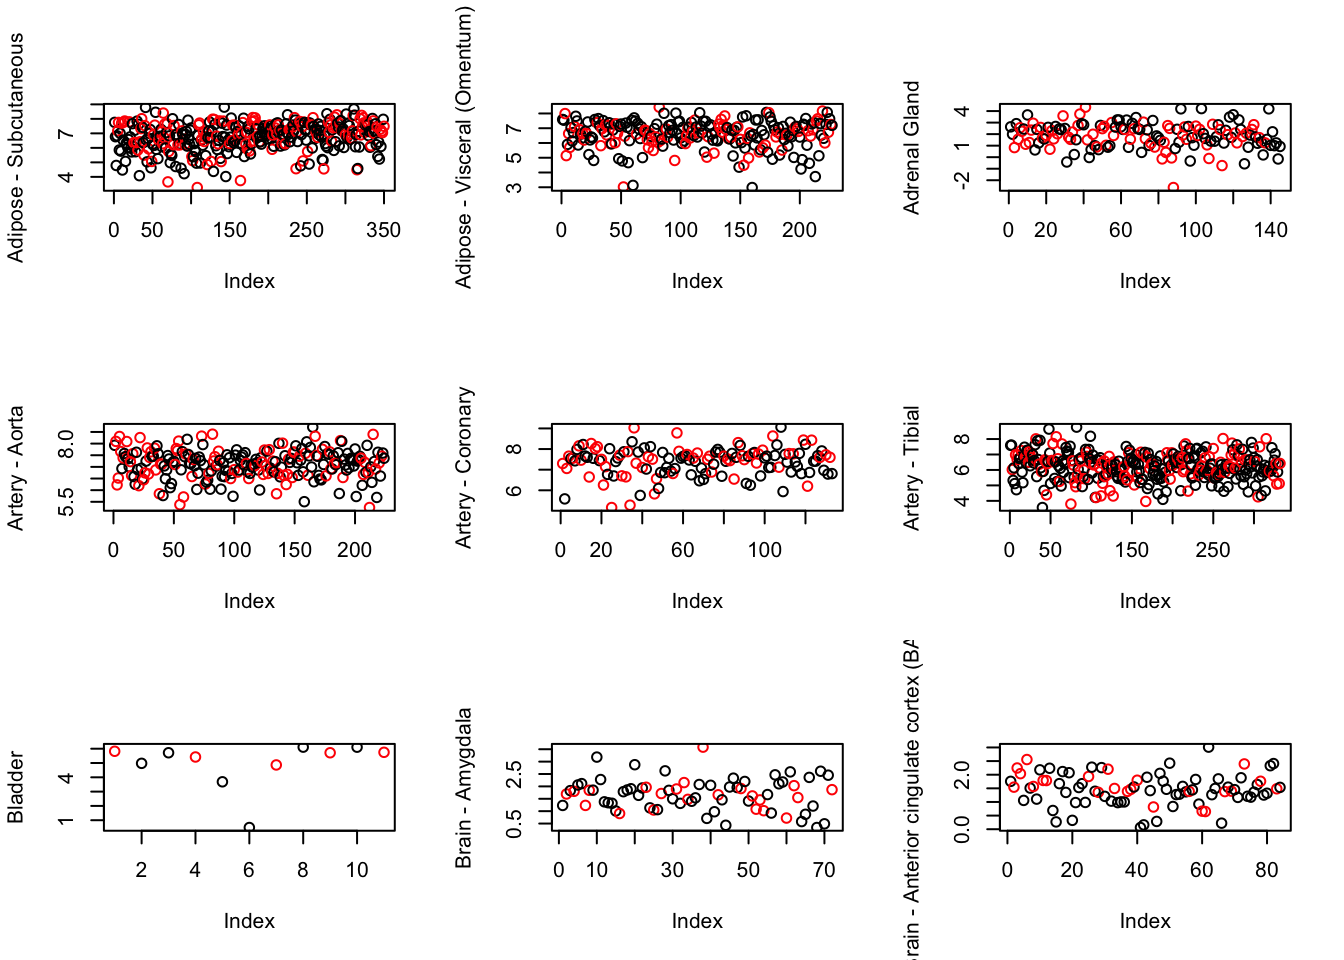 Adipose - Subcutaneous
4 7
0 50 150 250 350
Index
Adipose - Visceral (Omentum)
3 5 7
0 50 100 150 200
Index
Adrenal Gland
-2 1 4
0 20 60 100 140
Index
Artery - Aorta
5.5 8.0
0 50 100 150 200
Index
Artery - Coronary
6 8
0 20 60 100
Index
Artery - Tibial
4 6 8
0 50 150 250
Index
Bladder
1 4
2 4 6 8 10
Index
Brain - Amygdala
0.5 2.5
0 10 30 50 70
Index
rain - Anterior cingulate cortex (BA
0.0 2.0
0 20 40 60 80
Index